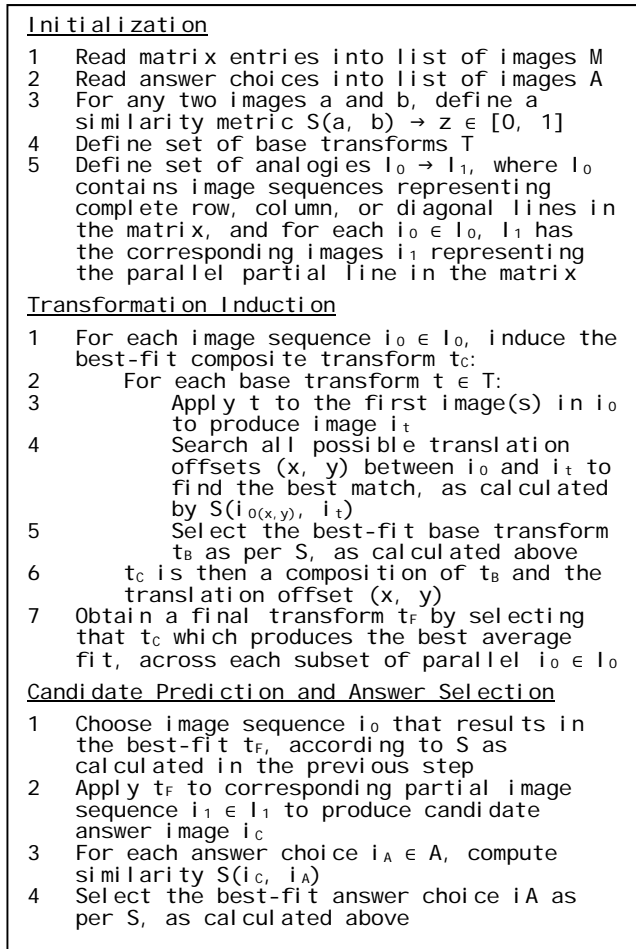 Initialization
1 Read matrix entries into list of images M
2 Read answer choices into list of images A
3 For any two images a and b, define a
similarity metric S(a, b) → z ∈ [0, 1]
4 Define set of base transforms T
5 Define set of analogies I₀ → I₁, where I₀
contains image sequences representing
complete row, column, or diagonal lines in
the matrix, and for each i₀ ∈ I₀, I₁ has
the corresponding images i₁ representing
the parallel partial line in the matrix
Transformation Induction
1 For each image sequence i₀ ∈ I₀, induce the
best-fit composite transform tC:
2 For each base transform t ∈ T:
3 Apply t to the first image(s) in i₀
to produce image iₜ
4 Search all possible translation
offsets (x, y) between i₀ and iₜ to
find the best match, as calculated
by S(i₀(x,y), iₜ)
5 Select the best-fit base transform
tB as per S, as calculated above
6 tC is then a composition of tB and the
translation offset (x, y)
7 Obtain a final transform tF by selecting
that tC which produces the best average
fit, across each subset of parallel i₀ ∈ I₀
Candidate Prediction and Answer Selection
1 Choose image sequence i₀ that results in
the best-fit tF, according to S as
calculated in the previous step
2 Apply tF to corresponding partial image
sequence i₁ ∈ I₁ to produce candidate
answer image iC
3 For each answer choice iA ∈ A, compute
similarity S(iC, iA)
4 Select the best-fit answer choice iA as
per S, as calculated above